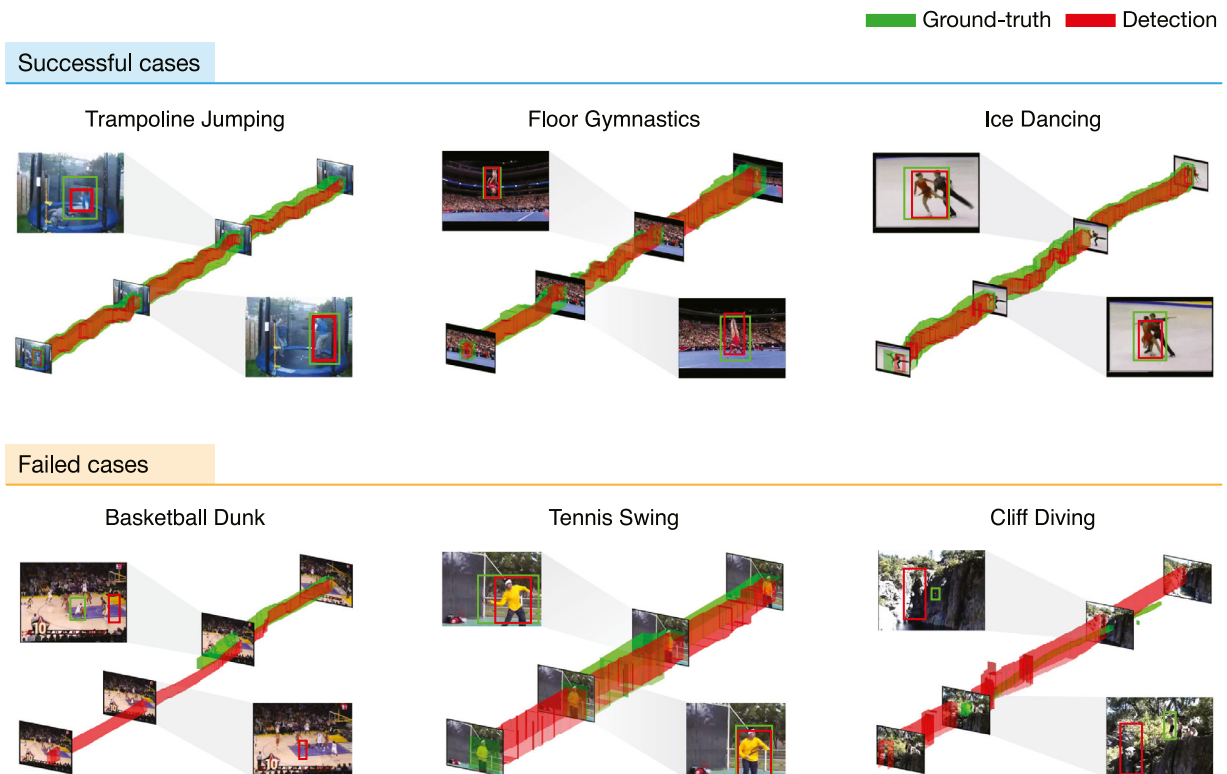 Ground-truth Detection
Successful cases
Trampoline Jumping Floor Gymnastics Ice Dancing
Failed cases
Basketball Dunk Tennis Swing Cliff Diving
10